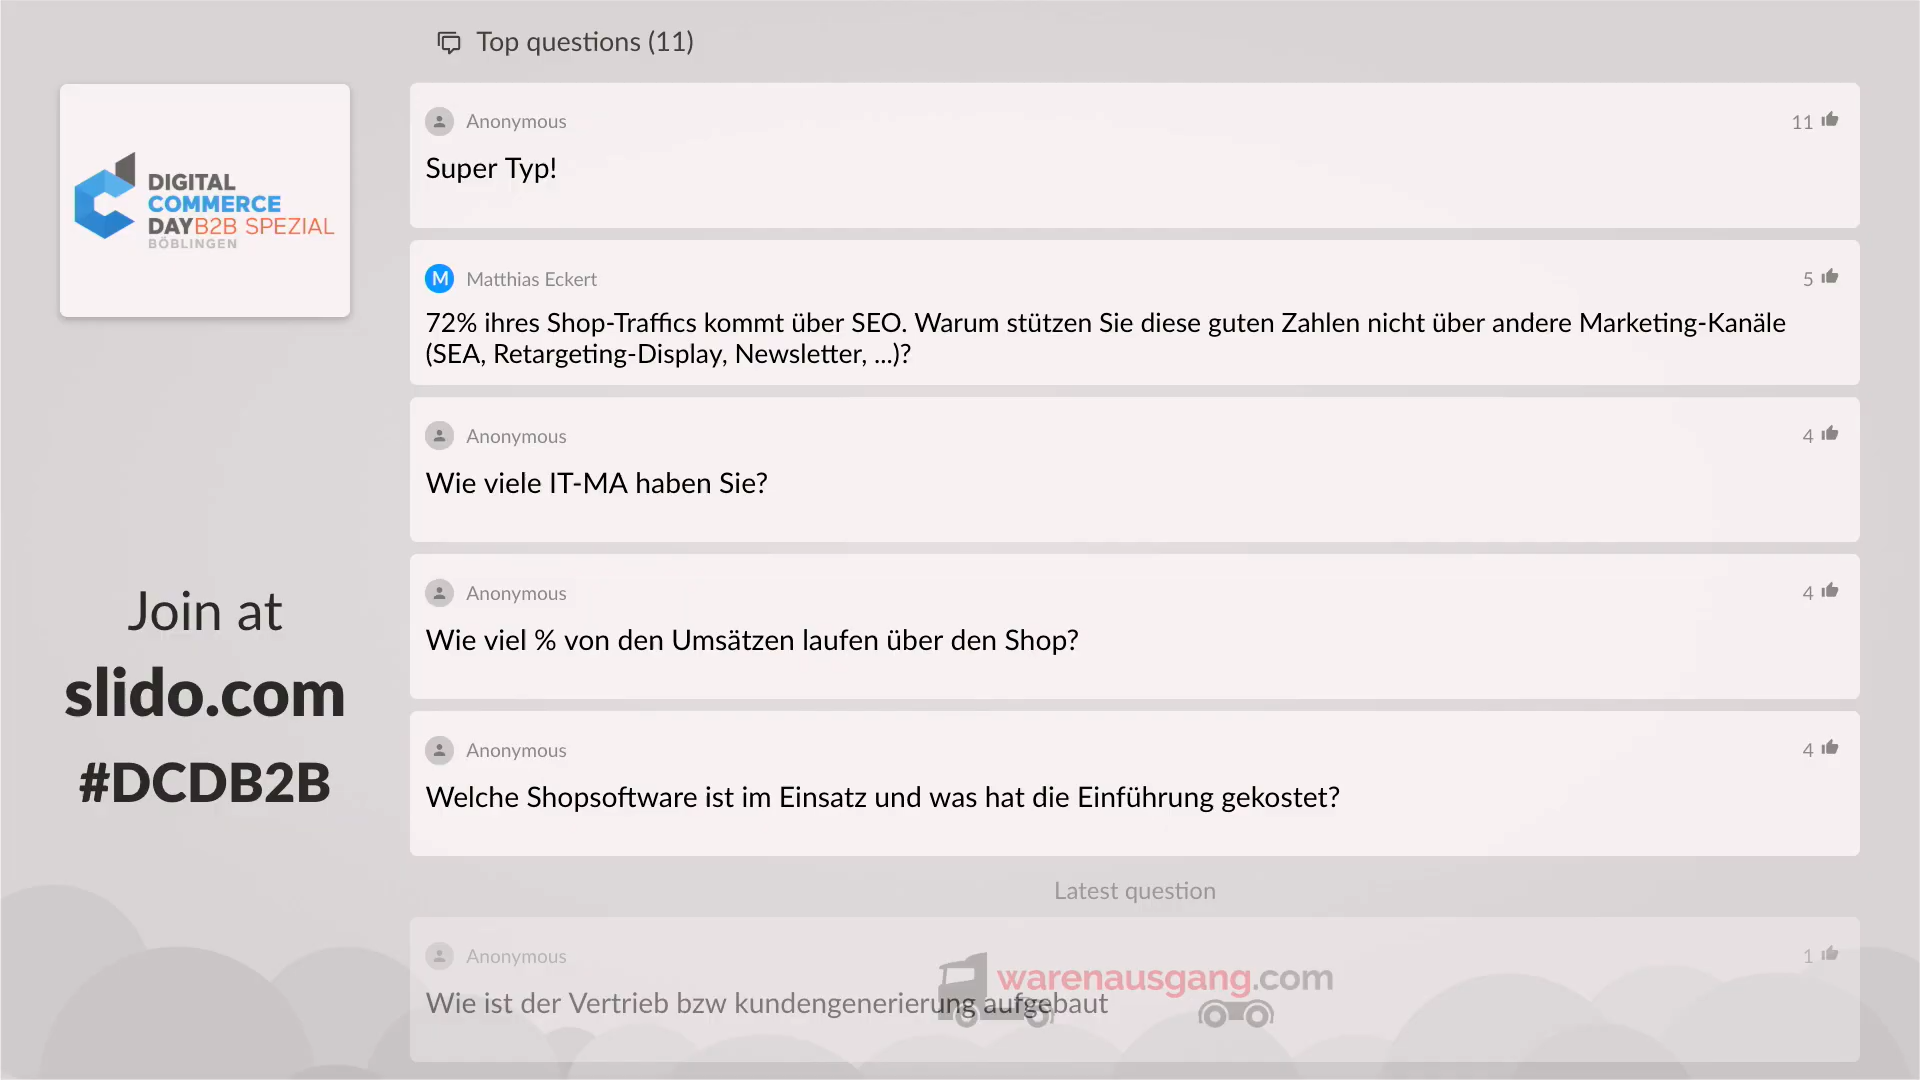 Top questions (11)
DIGITAL
COMMERCE
DAYB2B SPEZIAL
BÖBLINGEN
Join at
slido.com
#DCDB2B
Anonymous
11
Super Typ!
M
Matthias Eckert
5
72% ihres Shop-Traffics kommt über SEO. Warum stützen Sie diese guten Zahlen nicht über andere Marketing-Kanäle
(SEA, Retargeting-Display, Newsletter, ...)?
Anonymous
4
Wie viele IT-MA haben Sie?
Anonymous
4
Wie viel % von den Umsätzen laufen über den Shop?
Anonymous
4
Welche Shopsoftware ist im Einsatz und was hat die Einführung gekostet?
Latest question
Anonymous
1
warenausgang.com
Wie ist der Vertrieb bzw kundengenerierung aufgebaut